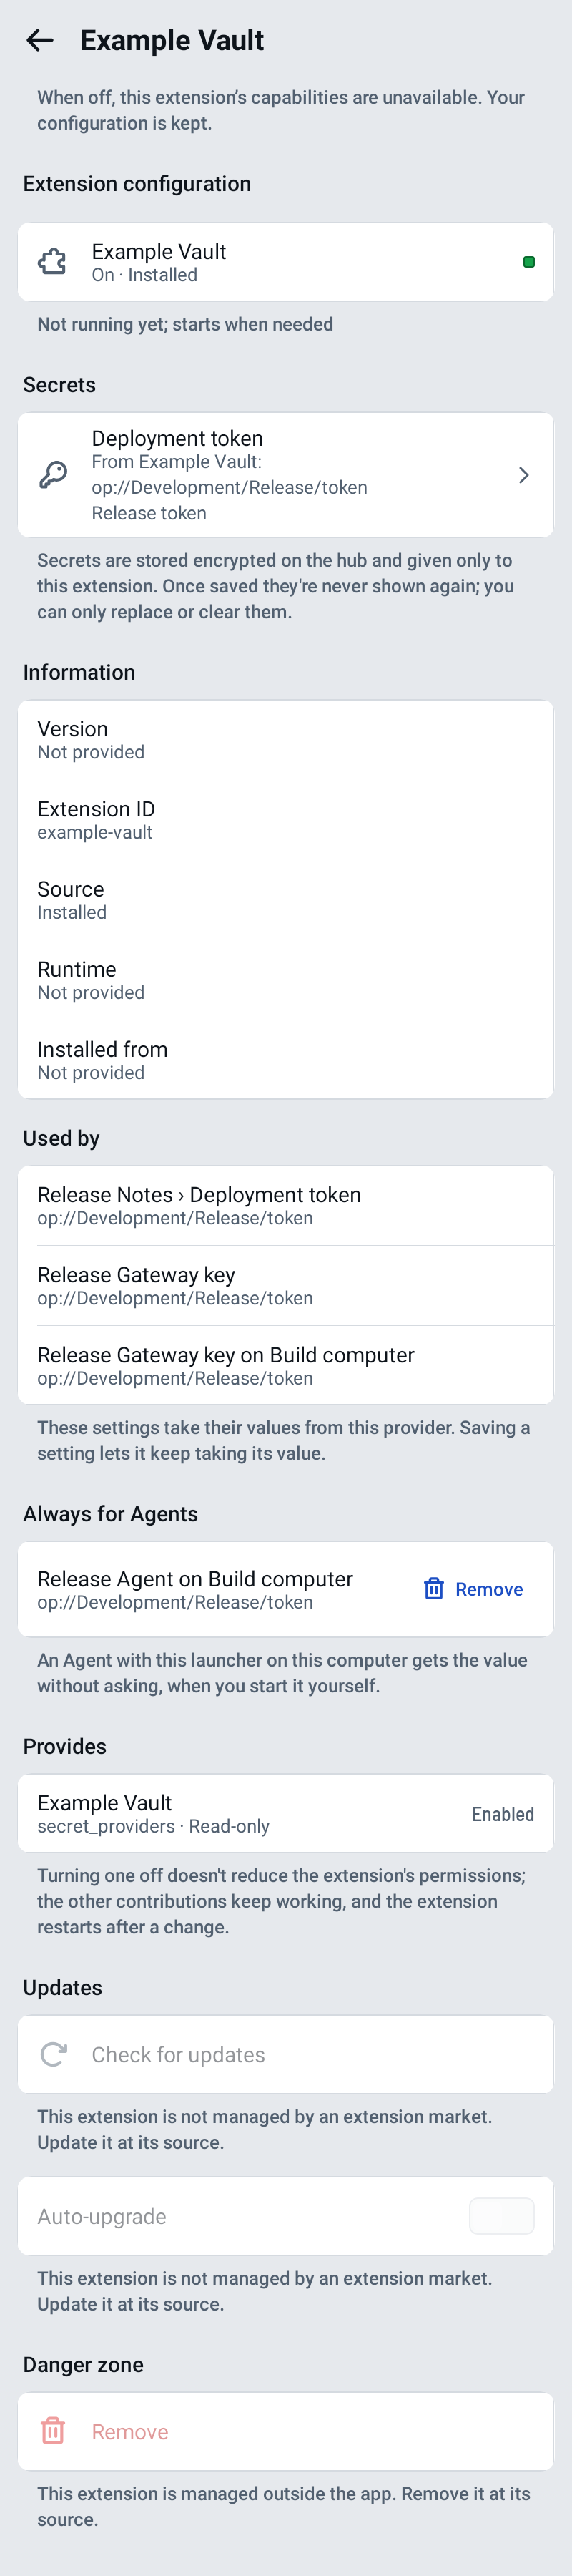 Example Vault
When off, this extension’s capabilities are unavailable. Your
configuration is kept.
Extension configuration
Example Vault
On · Installed
Not running yet; starts when needed
Secrets
Deployment token
From Example Vault:
op://Development/Release/token
Release token
Secrets are stored encrypted on the hub and given only to
this extension. Once saved they're never shown again; you
can only replace or clear them.
Information
Version
Not provided
Extension ID
example-vault
Source
Installed
Runtime
Not provided
Installed from
Not provided
Used by
Release Notes › Deployment token
op://Development/Release/token
Release Gateway key
op://Development/Release/token
Release Gateway key on Build computer
op://Development/Release/token
These settings take their values from this provider. Saving a
setting lets it keep taking its value.
Always for Agents
Release Agent on Build computer
op://Development/Release/token
Remove
An Agent with this launcher on this computer gets the value
without asking, when you start it yourself.
Provides
Example Vault
secret_providers · Read-only
Enabled
Turning one off doesn't reduce the extension's permissions;
the other contributions keep working, and the extension
restarts after a change.
Updates
Check for updates
This extension is not managed by an extension market.
Update it at its source.
Auto-upgrade
This extension is not managed by an extension market.
Update it at its source.
Danger zone
Remove
This extension is managed outside the app. Remove it at its
source.